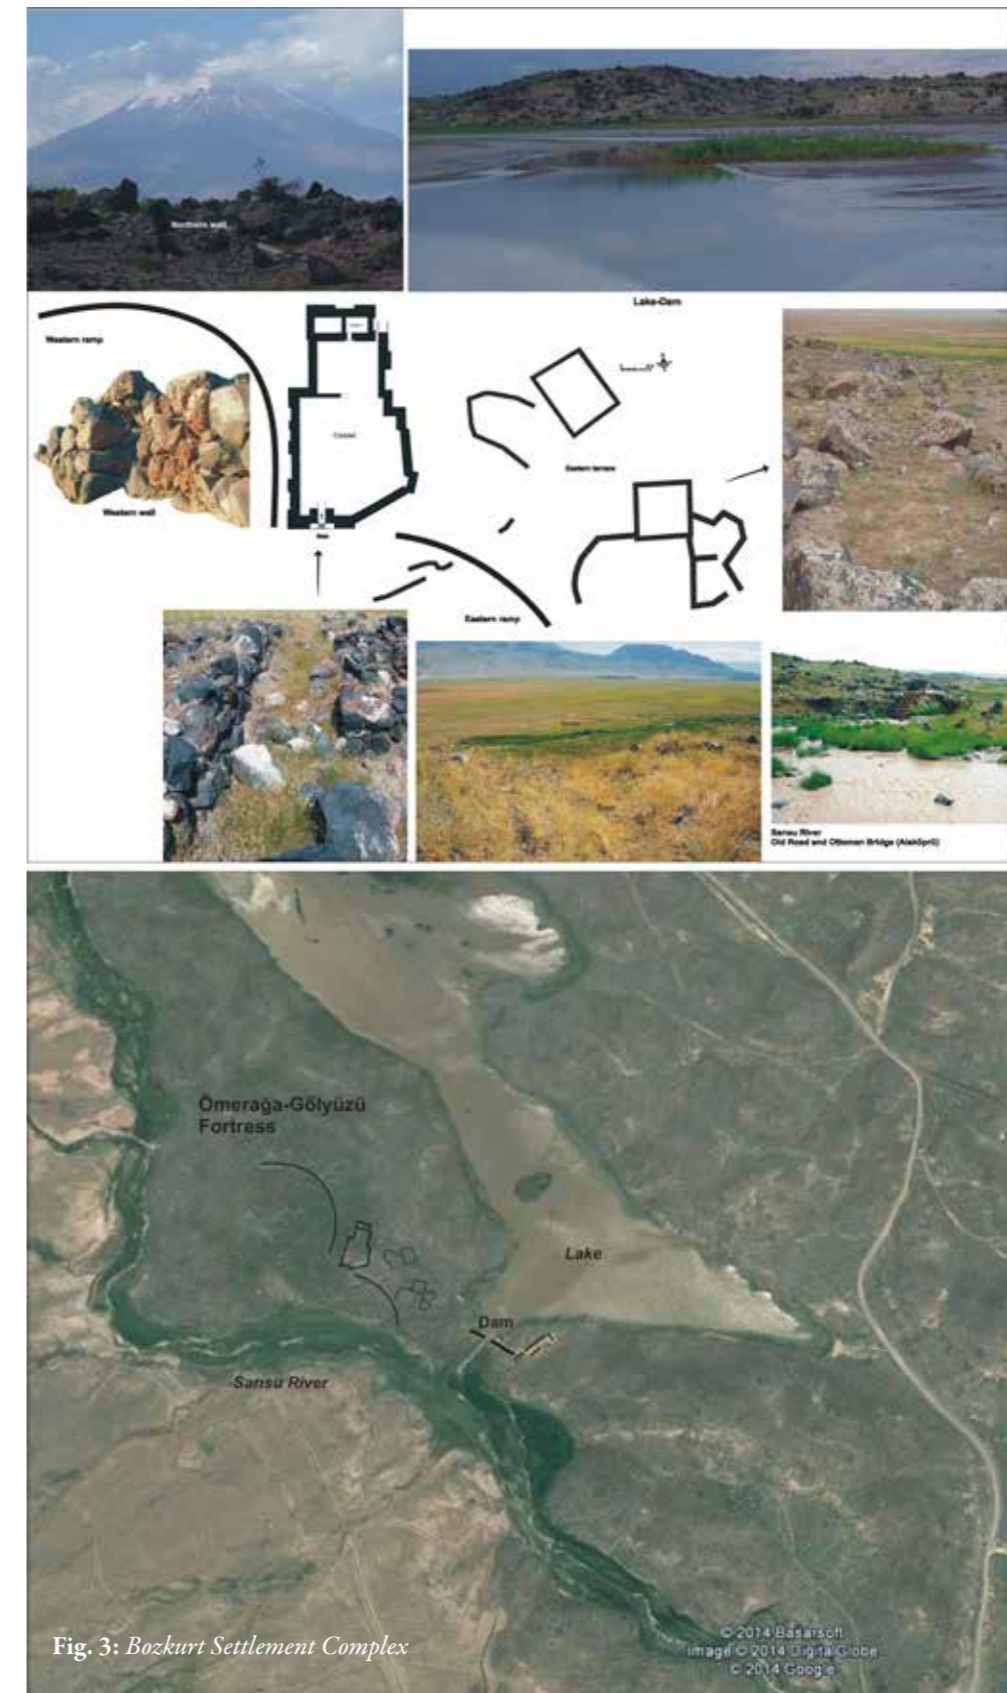 Northern wall
Lake-Dam
Western ramp
Citadel
Western wall
Eastern terrace
Eastern ramp
Sarısu River
Old Road and Ottoman Bridge (Alaköprü)
Ömerağa-Gölyüzü
Fortress
Lake
Dam
Sarısu River
Fig. 3: Bozkurt Settlement Complex
© 2014 Basarsoft
Image © 2014 DigitalGlobe
© 2014 Google